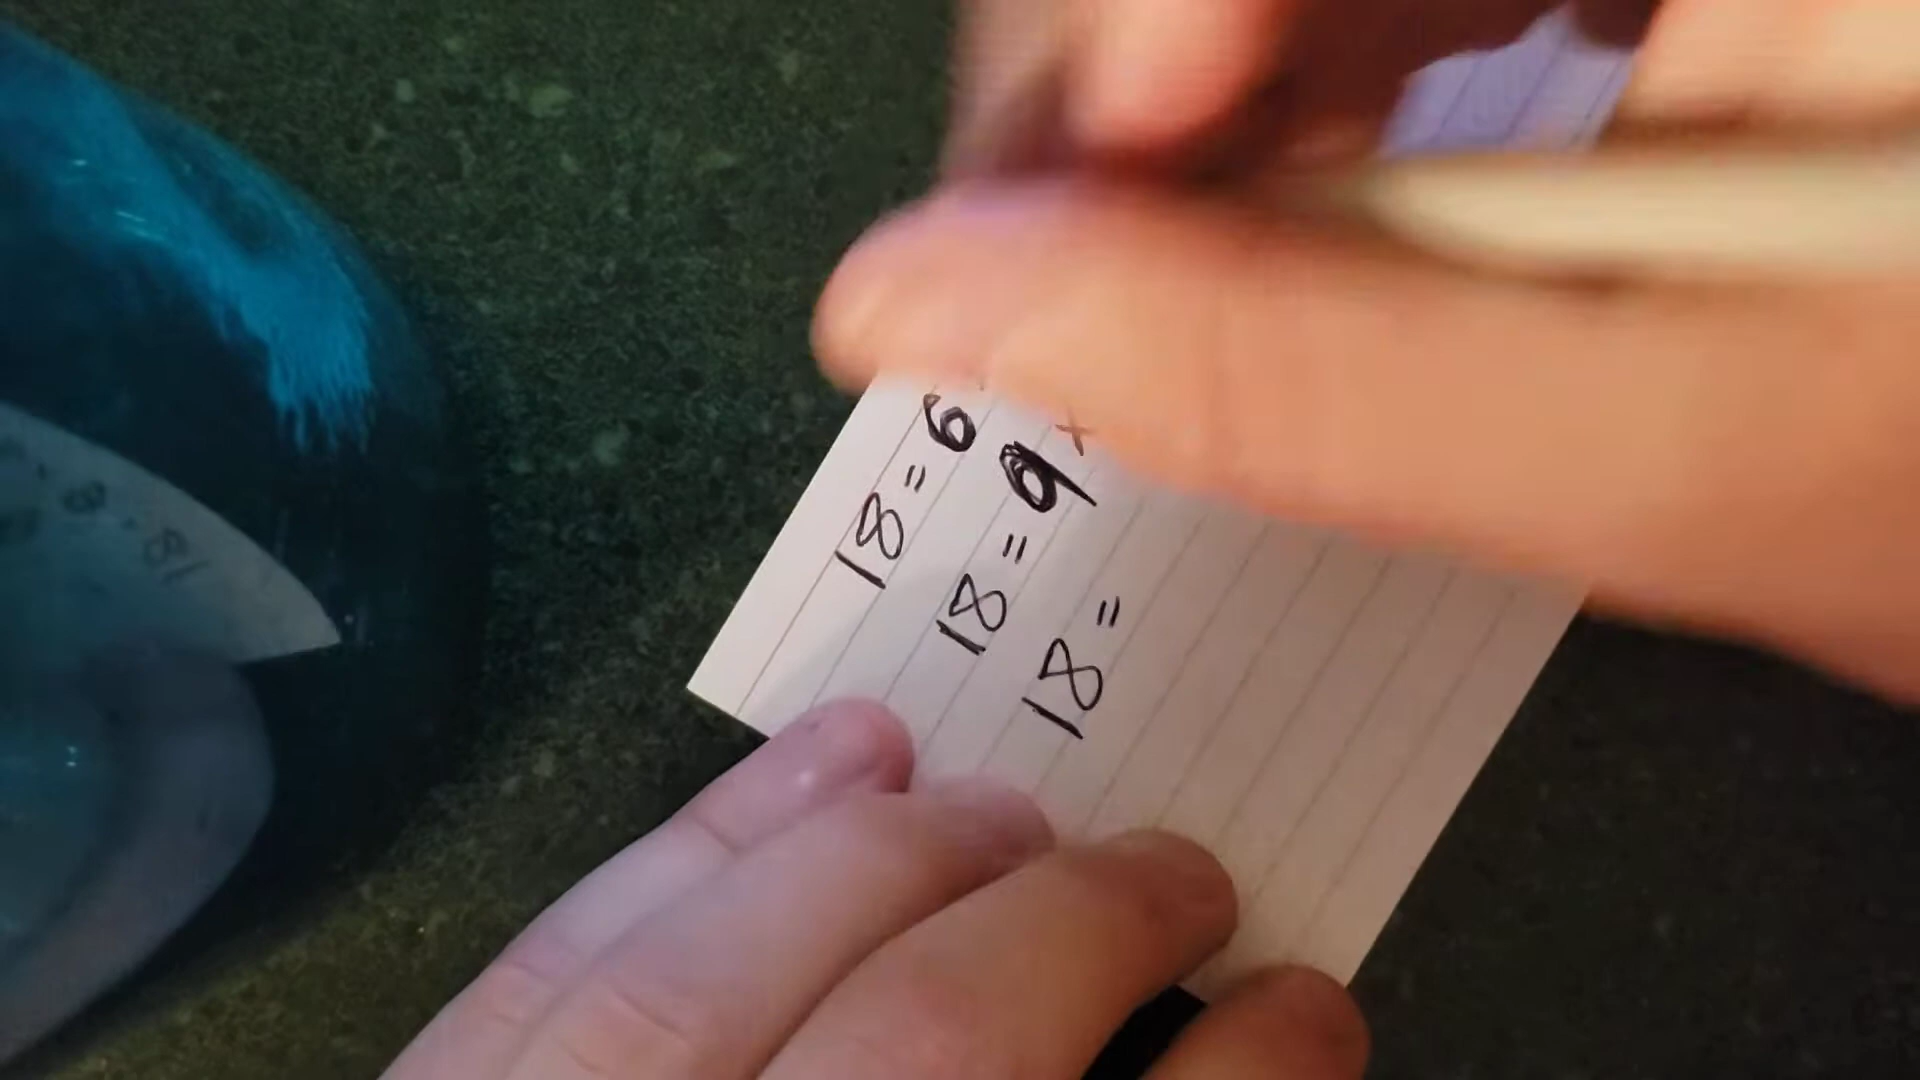 18 = 6
18 = 9 x
18 =